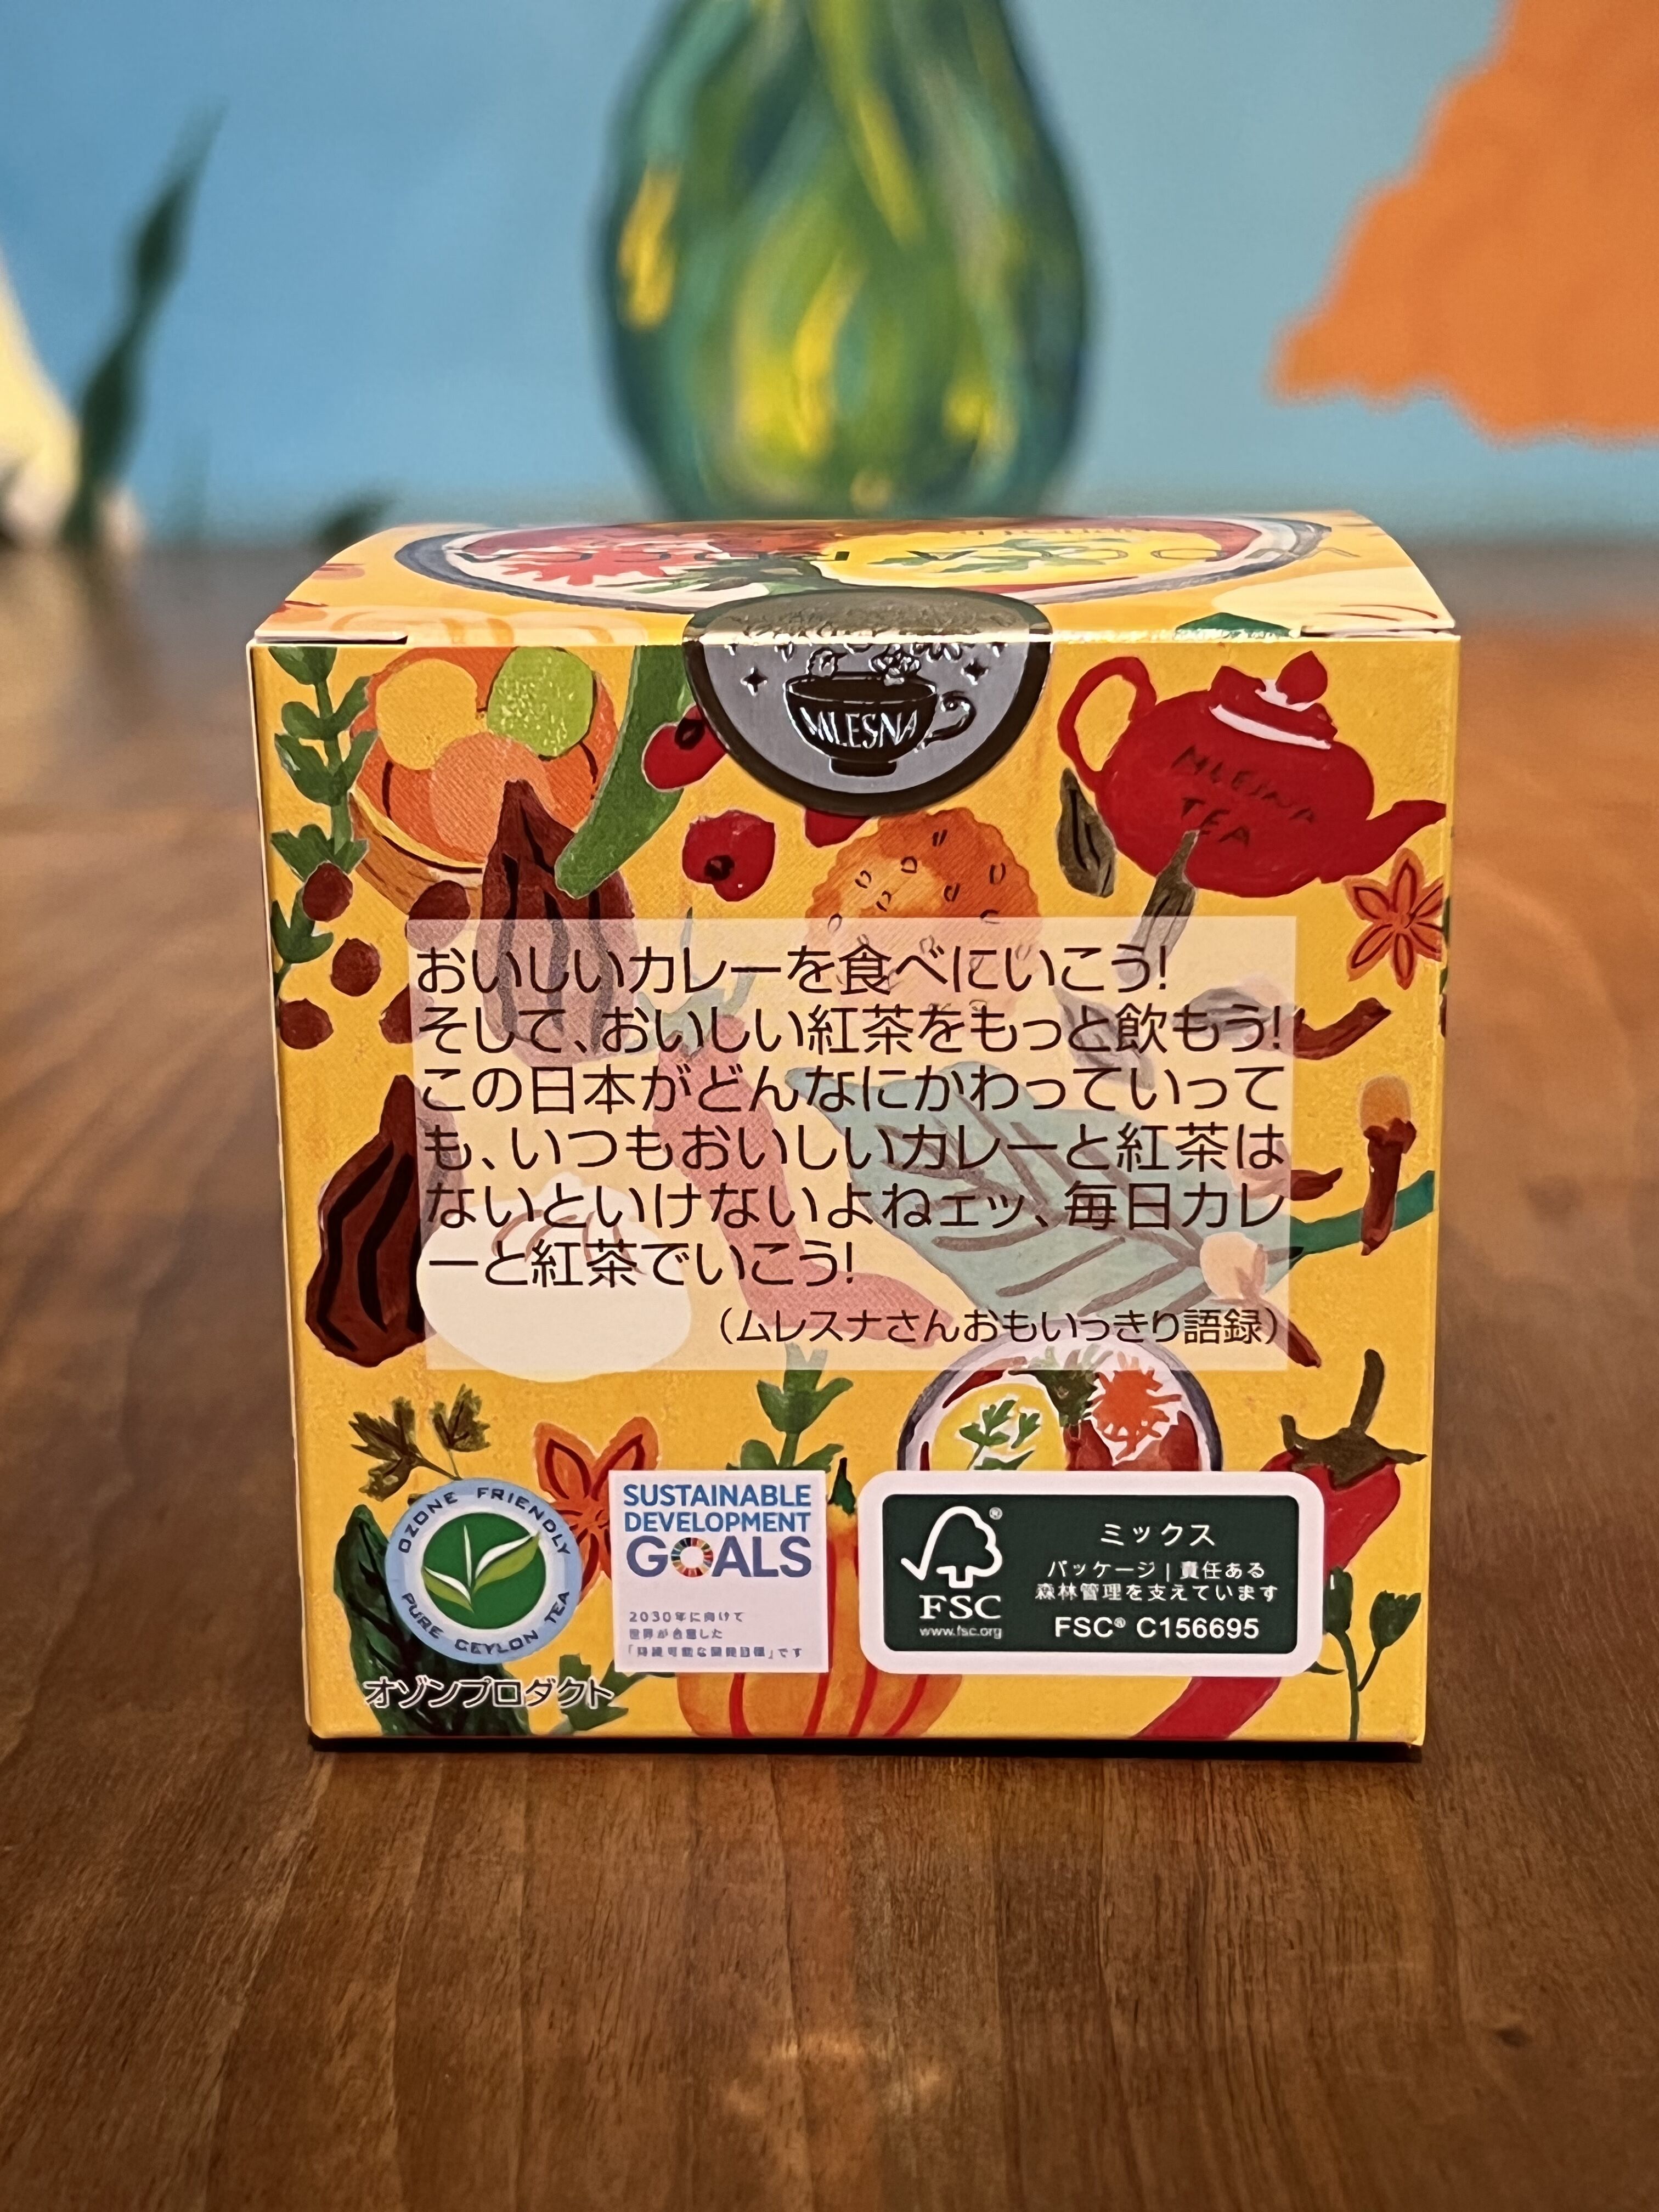 MLESNA
MLESNA
TEA
おいしいカレーを食べにいこう!
そして、おいしい紅茶をもっと飲もう!
この日本がどんなにかわっていって
も、いつもおいしいカレーと紅茶は
ないといけないよねェッ、毎日カレ
ーと紅茶でいこう!
(ムレスナさんおもいっきり語録)
OZONE FRIENDLY
PURE CEYLON TEA
オゾンプロダクト
SUSTAINABLE
DEVELOPMENT
GOALS
2030年に向けて
世界が合意した
「持続可能な開発目標」です
®
FSC
www.fsc.org
ミックス
パッケージ | 責任ある
森林管理を支えています
FSC® C156695